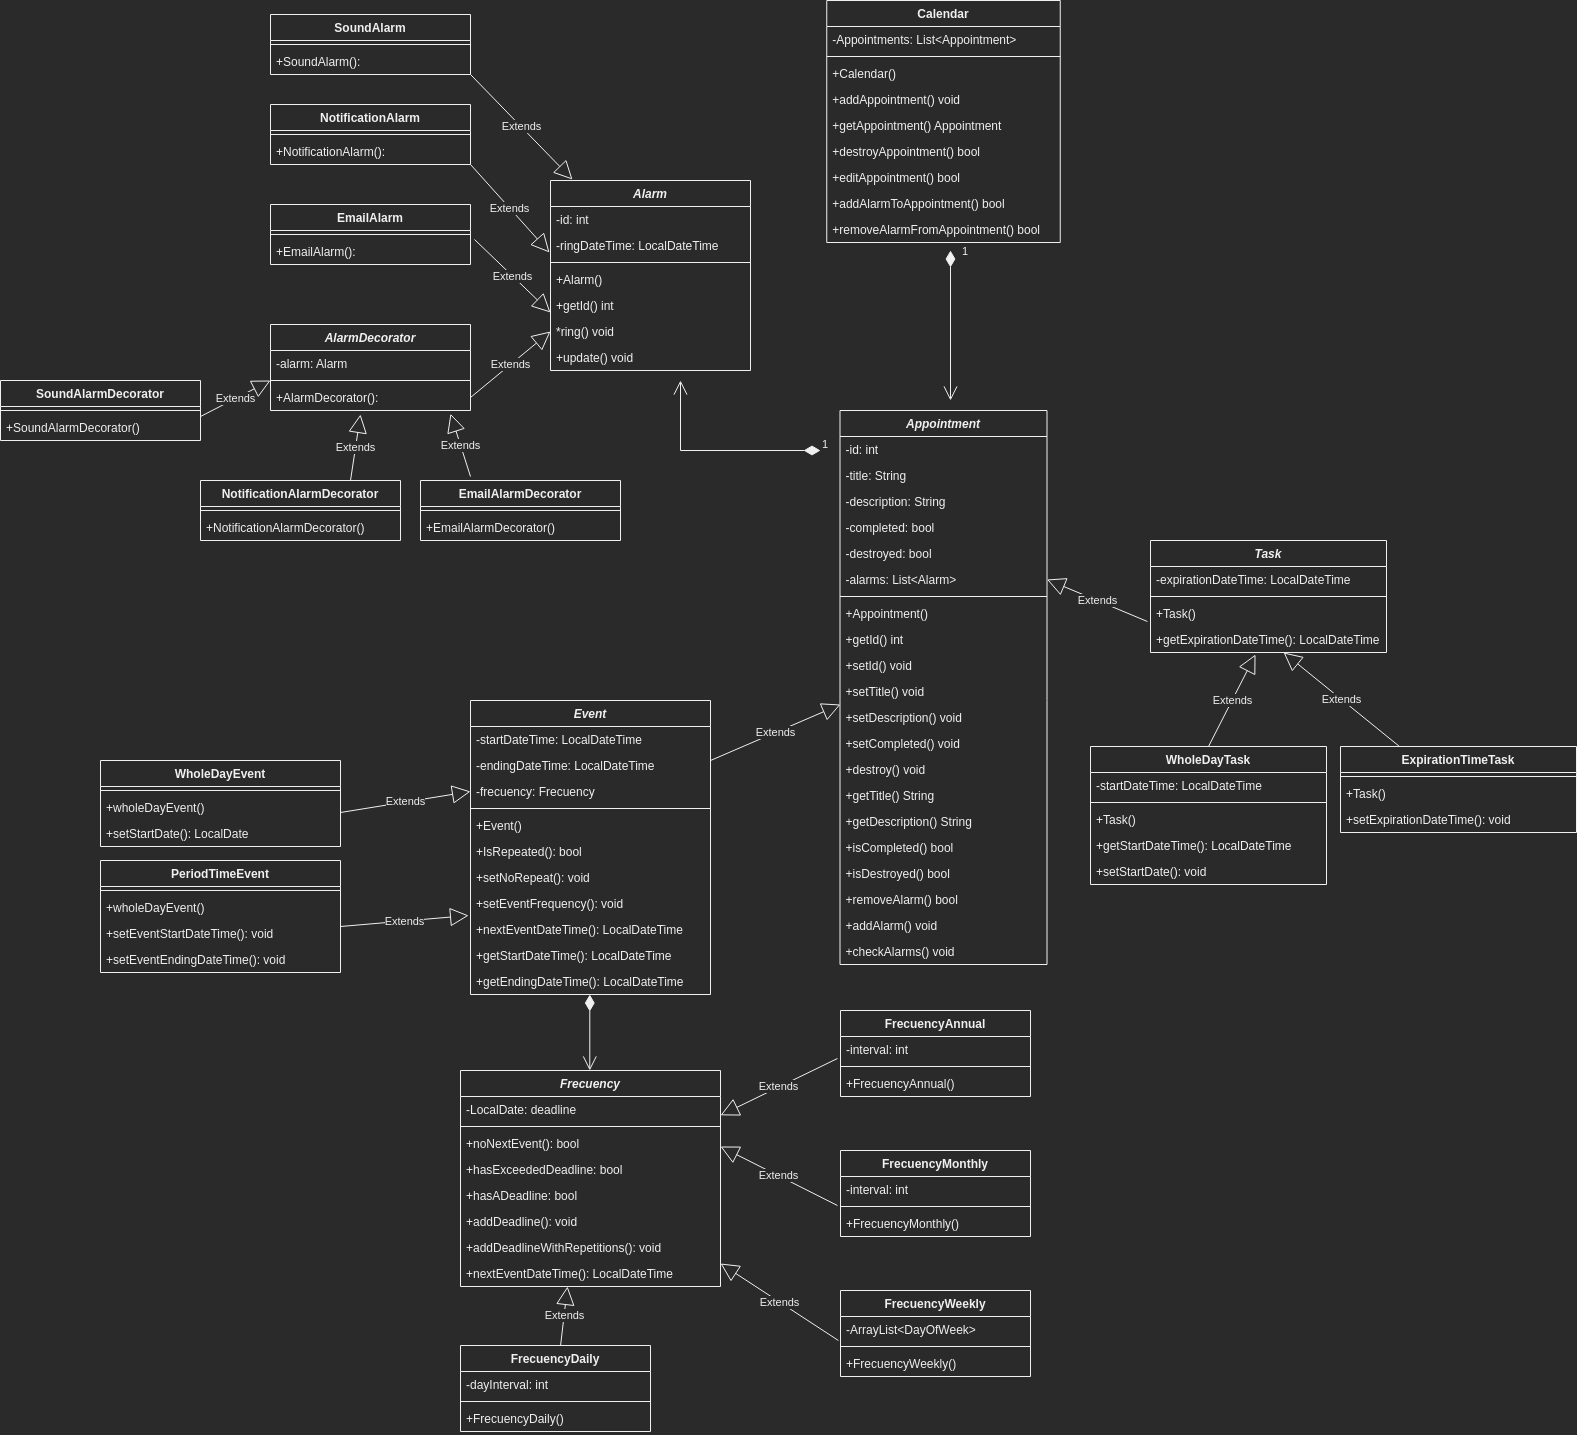 SoundAlarm
+SoundAlarm():
NotificationAlarm
+NotificationAlarm():
EmailAlarm
+EmailAlarm():
AlarmDecorator
-alarm: Alarm
+AlarmDecorator():
SoundAlarmDecorator
+SoundAlarmDecorator()
NotificationAlarmDecorator
+NotificationAlarmDecorator()
EmailAlarmDecorator
+EmailAlarmDecorator()
Extends
Extends
Extends
Extends
Extends
Extends
Extends
Alarm
-id: int
-ringDateTime: LocalDateTime
+Alarm()
+getId() int
*ring() void
+update() void
Calendar
-Appointments: List<Appointment>
+Calendar()
+addAppointment() void
+getAppointment() Appointment
+destroyAppointment() bool
+editAppointment() bool
+addAlarmToAppointment() bool
+removeAlarmFromAppointment() bool
1
1
Appointment
-id: int
-title: String
-description: String
-completed: bool
-destroyed: bool
-alarms: List<Alarm>
+Appointment()
+getId() int
+setId() void
+setTitle() void
+setDescription() void
+setCompleted() void
+destroy() void
+getTitle() String
+getDescription() String
+isCompleted() bool
+isDestroyed() bool
+removeAlarm() bool
+addAlarm() void
+checkAlarms() void
Extends
Task
-expirationDateTime: LocalDateTime
+Task()
+getExpirationDateTime(): LocalDateTime
Extends
Extends
WholeDayTask
-startDateTime: LocalDateTime
+Task()
+getStartDateTime(): LocalDateTime
+setStartDate(): void
ExpirationTimeTask
+Task()
+setExpirationDateTime(): void
Extends
Event
-startDateTime: LocalDateTime
-endingDateTime: LocalDateTime
-frecuency: Frecuency
+Event()
+IsRepeated(): bool
+setNoRepeat(): void
+setEventFrequency(): void
+nextEventDateTime(): LocalDateTime
+getStartDateTime(): LocalDateTime
+getEndingDateTime(): LocalDateTime
WholeDayEvent
+wholeDayEvent()
+setStartDate(): LocalDate
Extends
PeriodTimeEvent
+wholeDayEvent()
+setEventStartDateTime(): void
+setEventEndingDateTime(): void
Extends
Frecuency
-LocalDate: deadline
+noNextEvent(): bool
+hasExceededDeadline: bool
+hasADeadline: bool
+addDeadline(): void
+addDeadlineWithRepetitions(): void
+nextEventDateTime(): LocalDateTime
Extends
FrecuencyAnnual
-interval: int
+FrecuencyAnnual()
Extends
FrecuencyMonthly
-interval: int
+FrecuencyMonthly()
Extends
FrecuencyWeekly
-ArrayList<DayOfWeek>
+FrecuencyWeekly()
Extends
FrecuencyDaily
-dayInterval: int
+FrecuencyDaily()